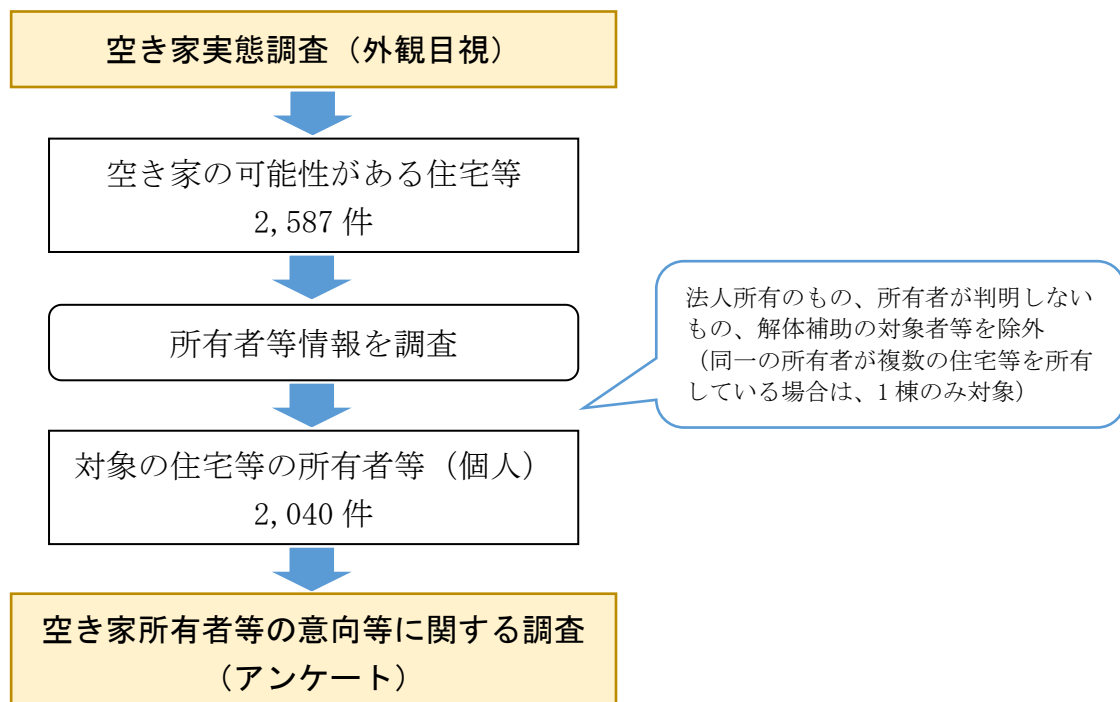 空き家実態調査（外観目視）
空き家の可能性がある住宅等
2,587 件
所有者等情報を調査
法人所有のもの、所有者が判明しない
もの、解体補助の対象者等を除外
（同一の所有者が複数の住宅等を所有
している場合は、1 棟のみ対象）
対象の住宅等の所有者等（個人）
2,040 件
空き家所有者等の意向等に関する調査
（アンケート）